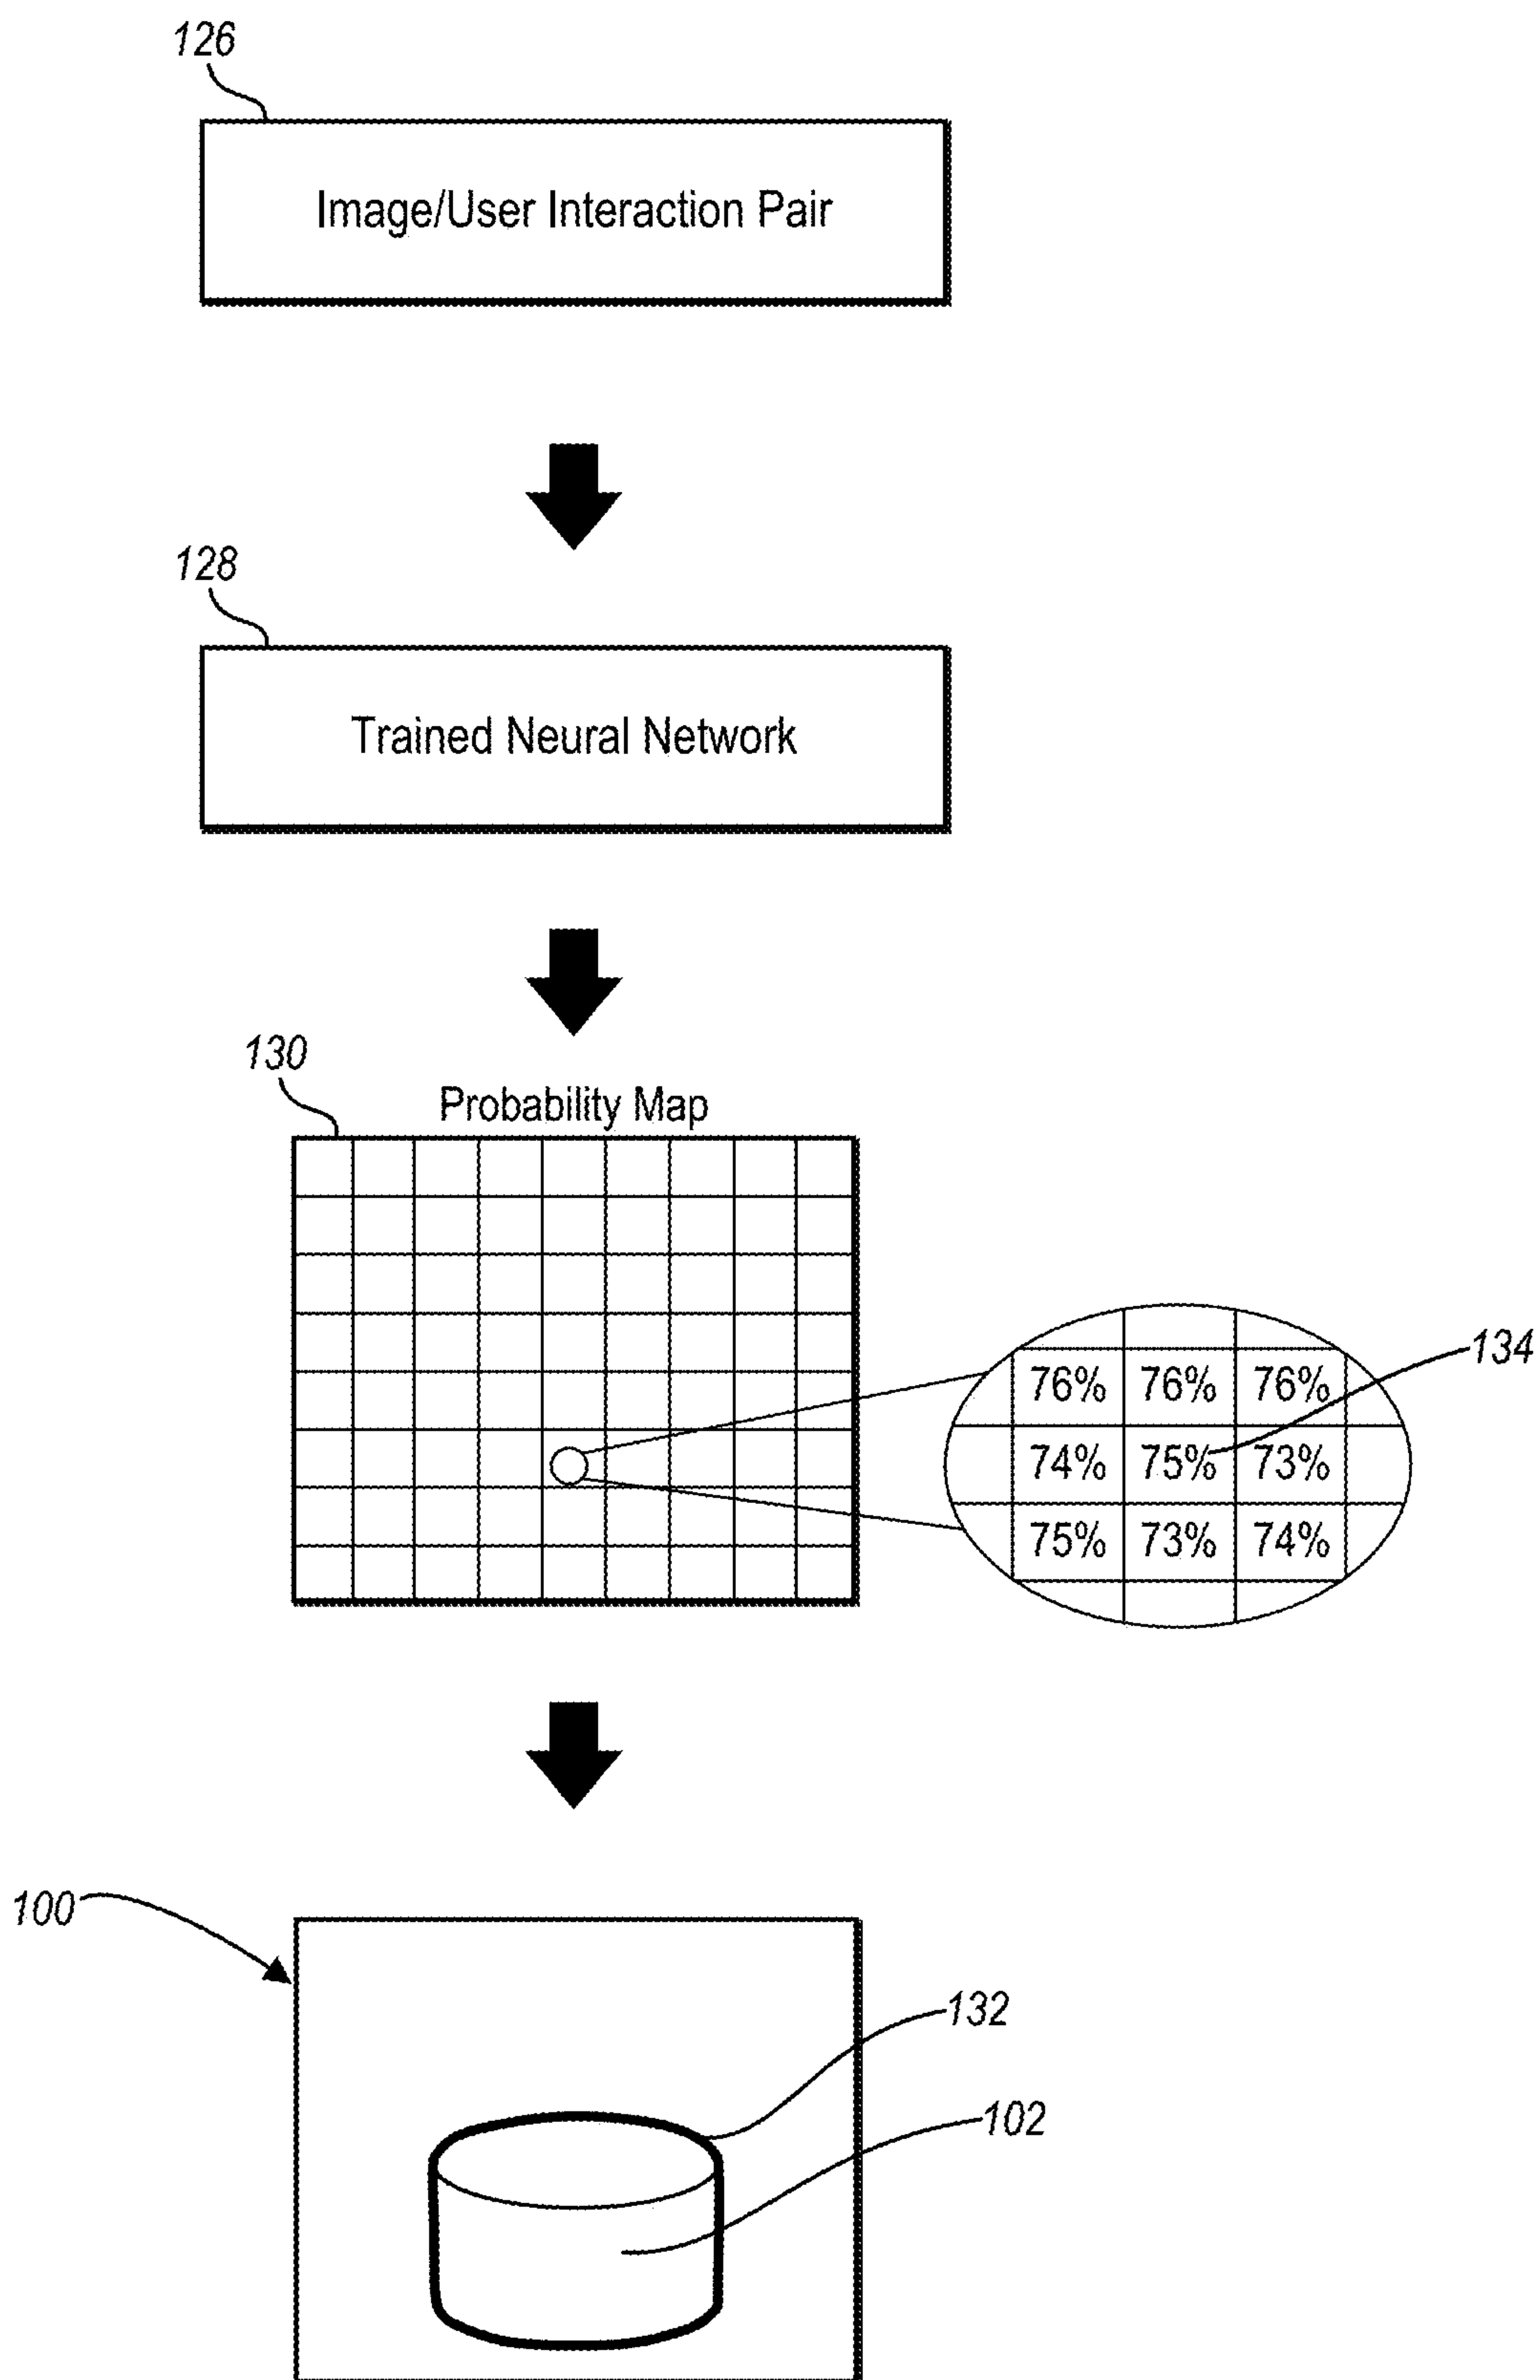 126
Image/User Interaction Pair
128
Trained Neural Network
130
Probability Map
134
76% 76% 76%
74% 75% 73%
75% 73% 74%
100
132
102